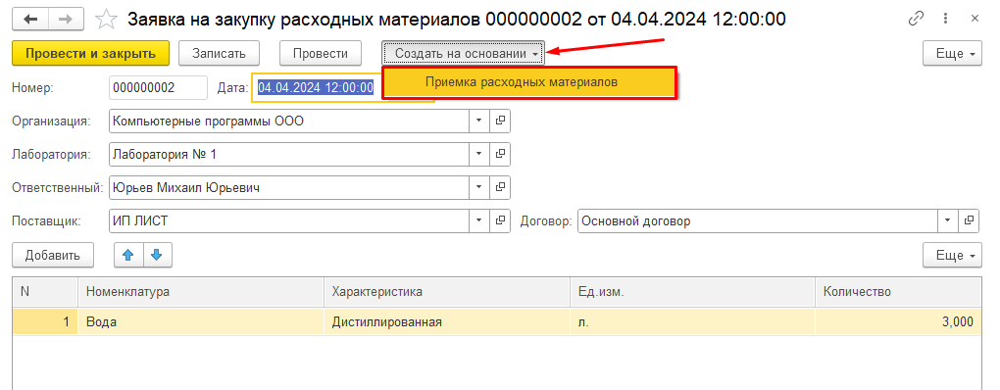 Заявка на закупку расходных материалов 000000002 от 04.04.2024 12:00:00
Провести и закрыть Записать Провести Создать на основании Еще
Приемка расходных материалов
Номер: 000000002 Дата: 04.04.2024 12:00:00
Организация: Компьютерные программы ООО
Лаборатория: Лаборатория № 1
Ответственный: Юрьев Михаил Юрьевич
Поставщик: ИП ЛИСТ Договор: Основной договор
Добавить Еще
N Номенклатура Характеристика Ед.изм. Количество
1 Вода Дистиллированная л. 3,000